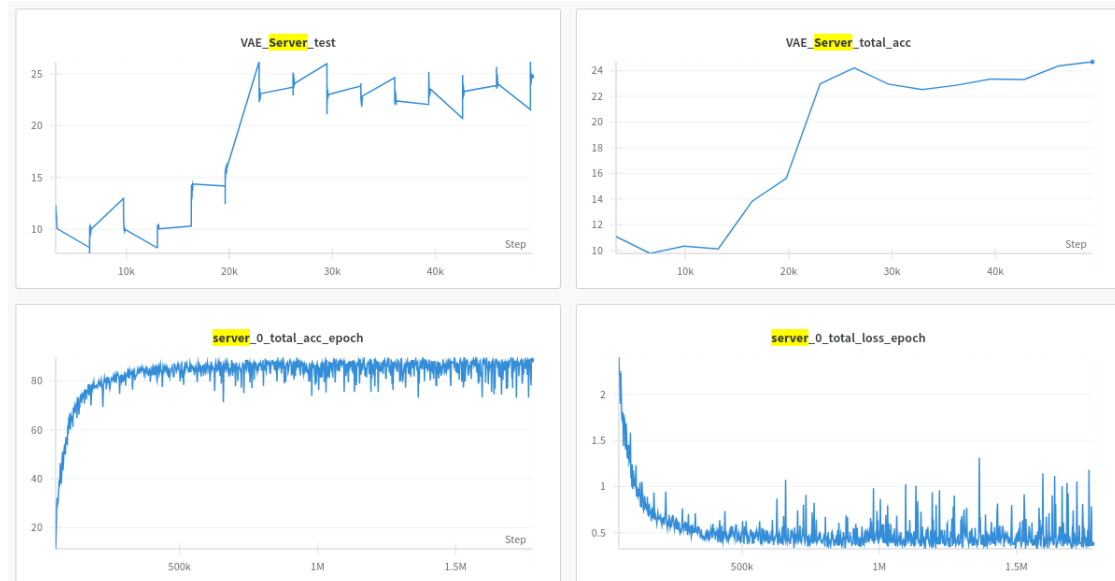 VAE_Server_test
25
20
15
10
Step
10k 20k 30k 40k
VAE_Server_total_acc
24
22
20
18
16
14
12
10
Step
10k 20k 30k 40k
server_0_total_acc_epoch
80
60
40
20
Step
500k 1M 1.5M
server_0_total_loss_epoch
2
1.5
1
0.5
500k 1M 1.5M